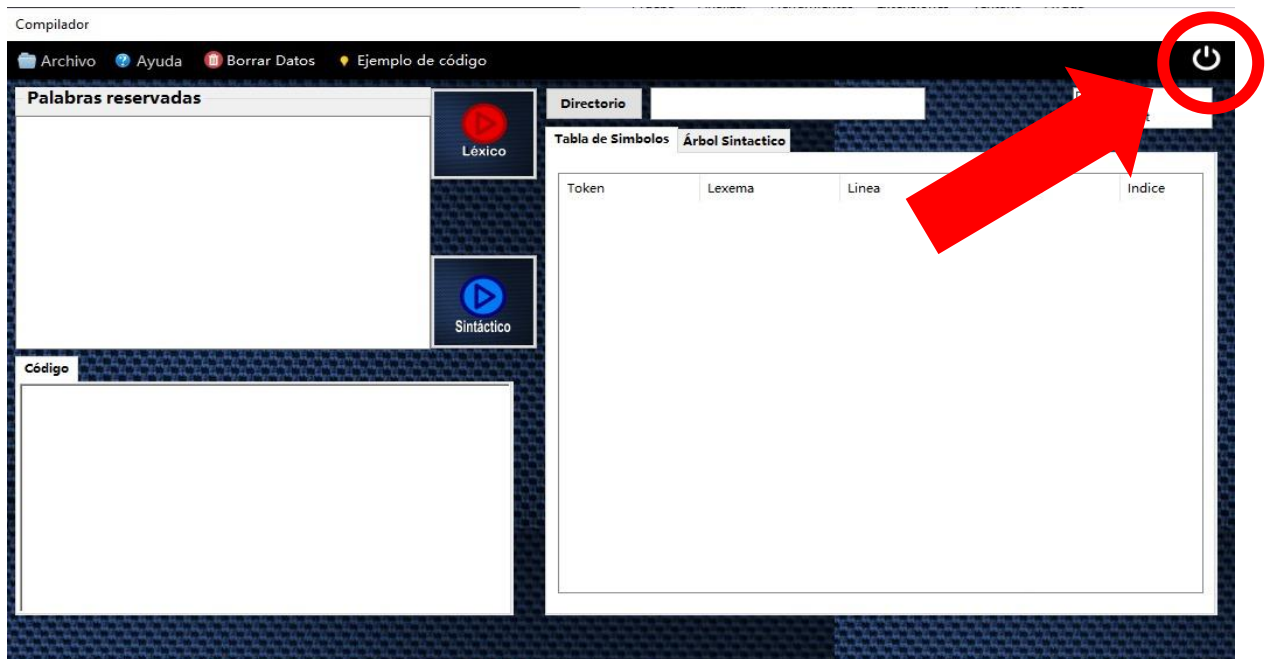 Compilador
Archivo Ayuda Borrar Datos Ejemplo de código
Palabras reservadas
Léxico
Sintáctico
Código
Directorio
Tabla de Simbolos Árbol Sintactico
Token Lexema Linea Indice